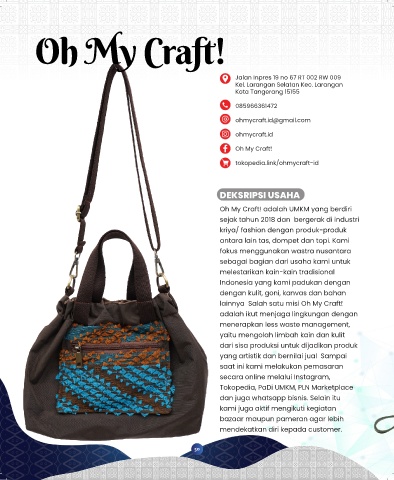 Oh My Craft!
Jalan Inpres 19 no 67 RT 002 RW 009
Kel. Larangan Selatan Kec. Larangan
Kota Tangerang 15155
085966361472
ohmycraft.id@gmail.com
ohmycraft.id
Oh My Craft!
tokopedia.link/ohmycraft-id
DEKSRIPSI USAHA
Oh My Craft! adalah UMKM yang berdiri
sejak tahun 2018 dan bergerak di industri
kriya/ fashion dengan produk-produk
antara lain tas, dompet dan topi. Kami
fokus menggunakan wastra nusantara
sebagai bagian dari usaha kami untuk
melestarikan kain-kain tradisional
Indonesia yang kami padukan dengan
dengan kulit, goni, kanvas dan bahan
lainnya Salah satu misi Oh My Craft!
adalah ikut menjaga lingkungan dengan
menerapkan less waste management,
yaitu mengolah limbah kain dan kulit
dari sisa produksi untuk dijadikan produk
yang artistik dan bernilai jual Sampai
saat ini kami melakukan pemasaran
secara online melalui Instagram,
Tokopedia, PaDi UMKM, PLN Marketplace
dan juga whatsapp bisnis. Selain itu
kami juga aktif mengikuti kegiatan
bazaar maupun pameran agar lebih
mendekatkan diri kepada customer.